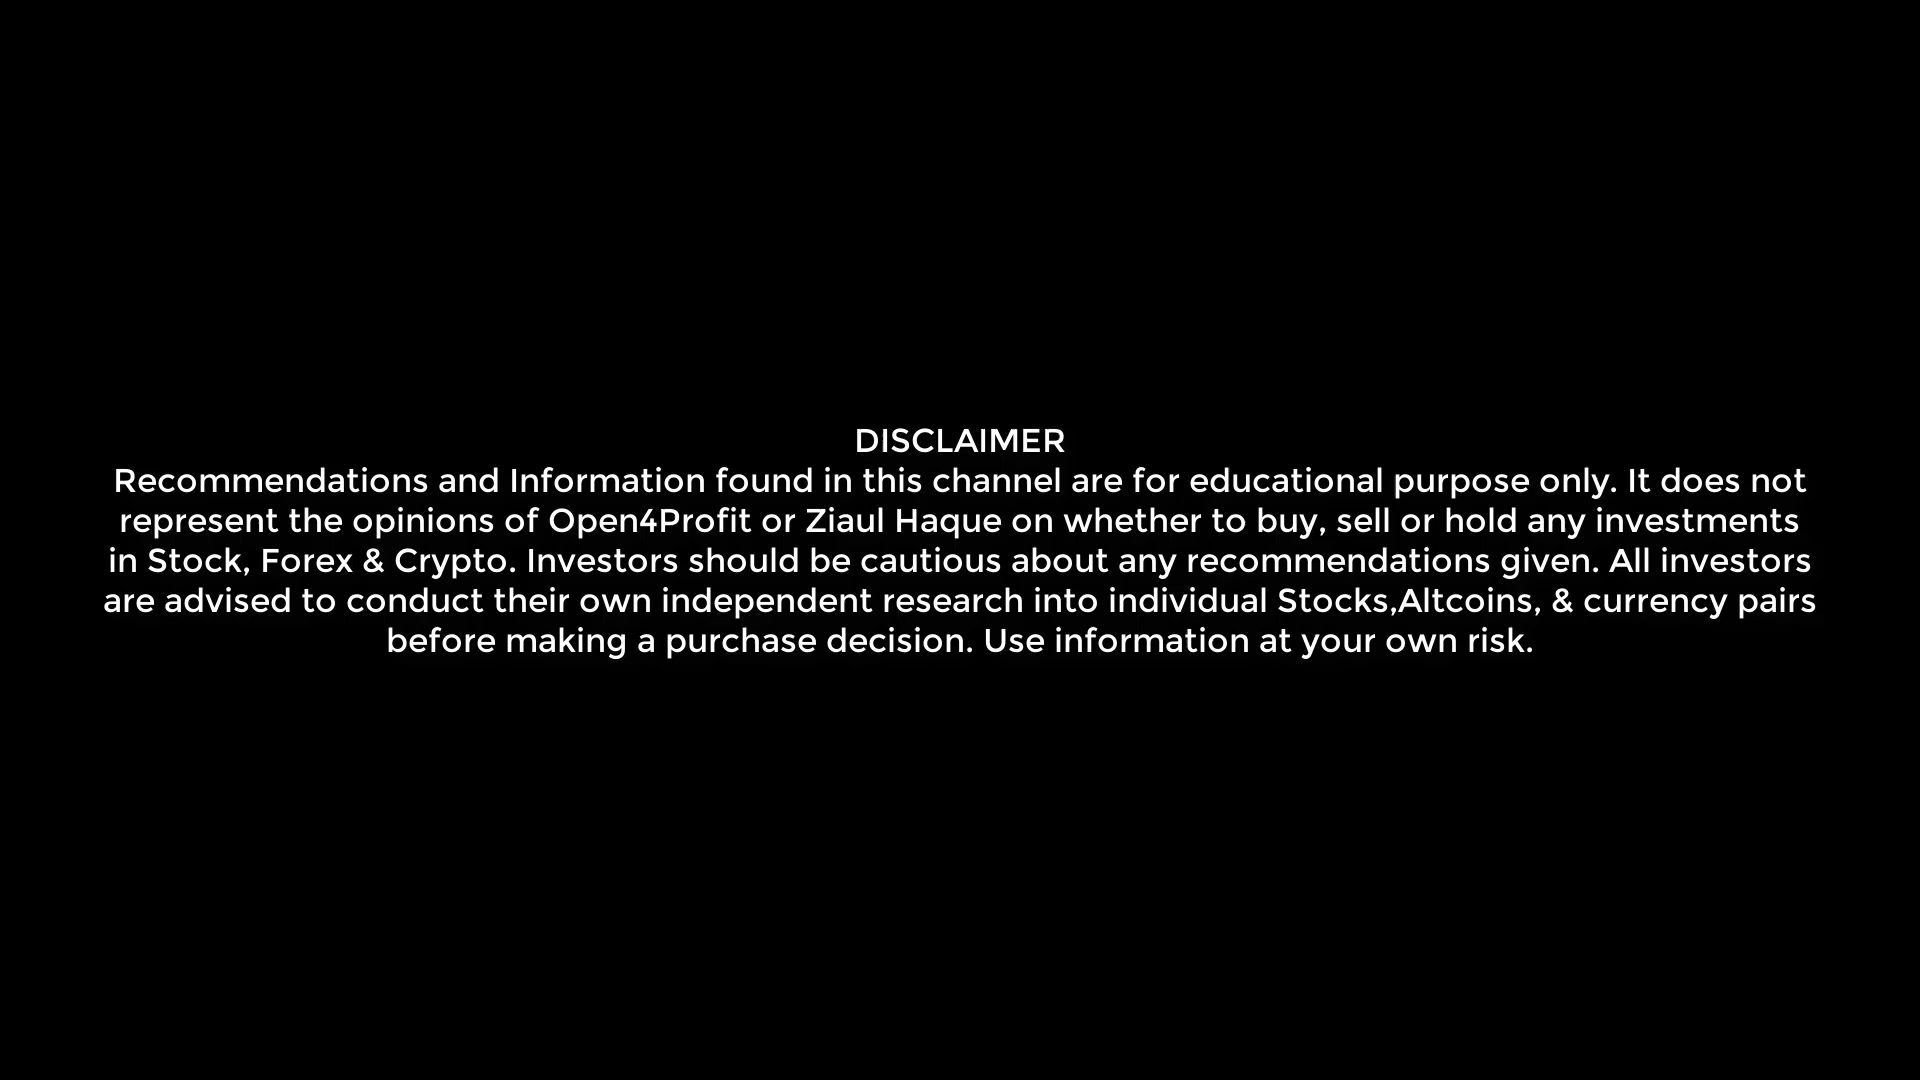 DISCLAIMER
Recommendations and Information found in this channel are for educational purpose only. It does not
represent the opinions of Open4Profit or Ziaul Haque on whether to buy, sell or hold any investments
in Stock, Forex & Crypto. Investors should be cautious about any recommendations given. All investors
are advised to conduct their own independent research into individual Stocks,Altcoins, & currency pairs
before making a purchase decision. Use information at your own risk.